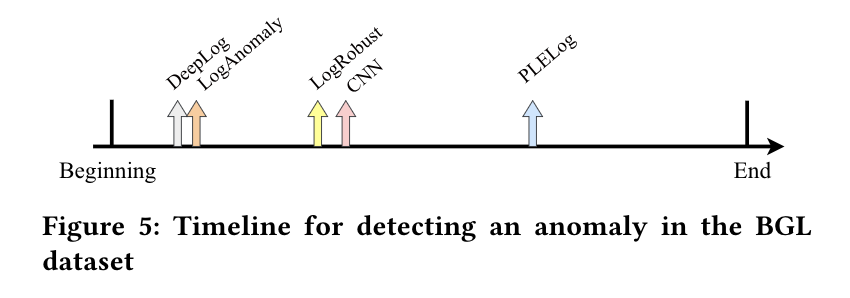 DeepLog
LogAnomaly
LogRobust
CNN
PLELog
Beginning
End
Figure 5: Timeline for detecting an anomaly in the BGL
dataset